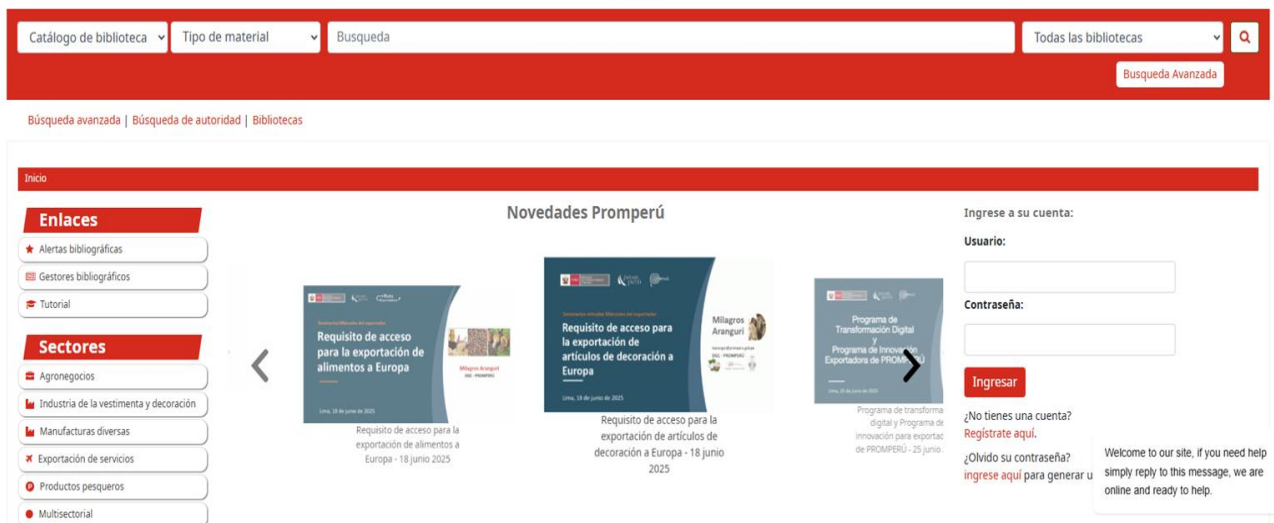 Catálogo de biblioteca
Tipo de material
Busqueda
Todas las bibliotecas
Busqueda Avanzada
Búsqueda avanzada | Búsqueda de autoridad | Bibliotecas
Inicio
Enlaces
Alertas bibliográficas
Gestores bibliográficos
Tutorial
Sectores
Agronegocios
Industria de la vestimenta y decoración
Manufacturas diversas
Exportación de servicios
Productos pesqueros
Multisectorial
Novedades Promperú
Requisito de acceso
para la exportación de
alimentos a Europa
Milagros Aranguri
Lima, 18 de junio de 2025
Requisito de acceso para la
exportación de alimentos a
Europa - 18 junio 2025
Requisito de acceso para
la exportación de
artículos de decoración a
Europa
Milagros
Aranguri
Lima, 18 de junio de 2025
Requisito de acceso para la
exportación de artículos de
decoración a Europa - 18 junio
2025
Programa de
Transformación Digital
y
Programa de Innovación
Exportadora de PROMPERÚ
Lima, 25 de junio de 2025
Programa de transforma
digital y Programa de
innovación para exportac
de PROMPERÚ - 25 junio
Ingrese a su cuenta:
Usuario:
Contraseña:
Ingresar
¿No tienes una cuenta?
Regístrate aquí.
¿Olvido su contraseña?
ingrese aquí para generar u
Welcome to our site, if you need help
simply reply to this message, we are
online and ready to help.